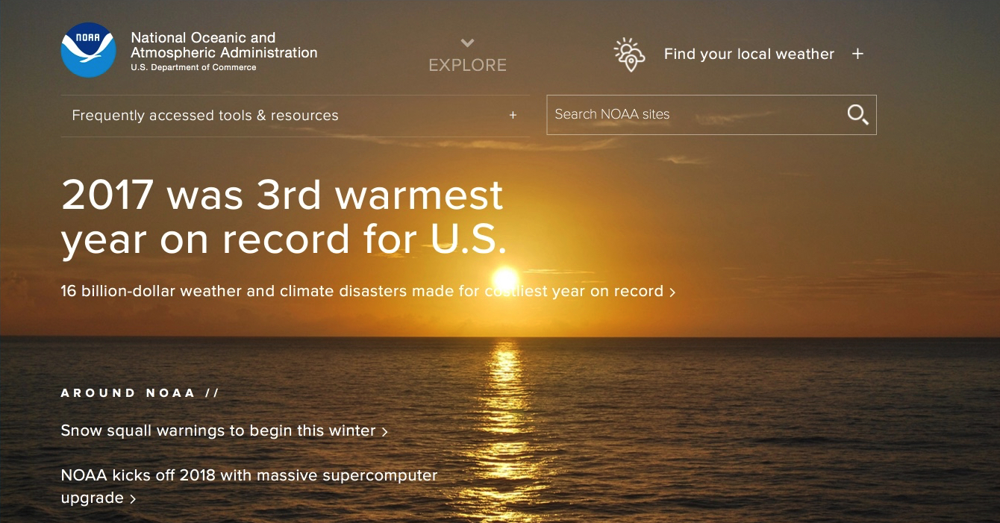 NOAA
National Oceanic and
Atmospheric Administration
U.S. Department of Commerce
EXPLORE
Find your local weather +
Frequently accessed tools & resources +
Search NOAA sites
2017 was 3rd warmest
year on record for U.S.
16 billion-dollar weather and climate disasters made for costliest year on record >
AROUND NOAA //
Snow squall warnings to begin this winter >
NOAA kicks off 2018 with massive supercomputer
upgrade >